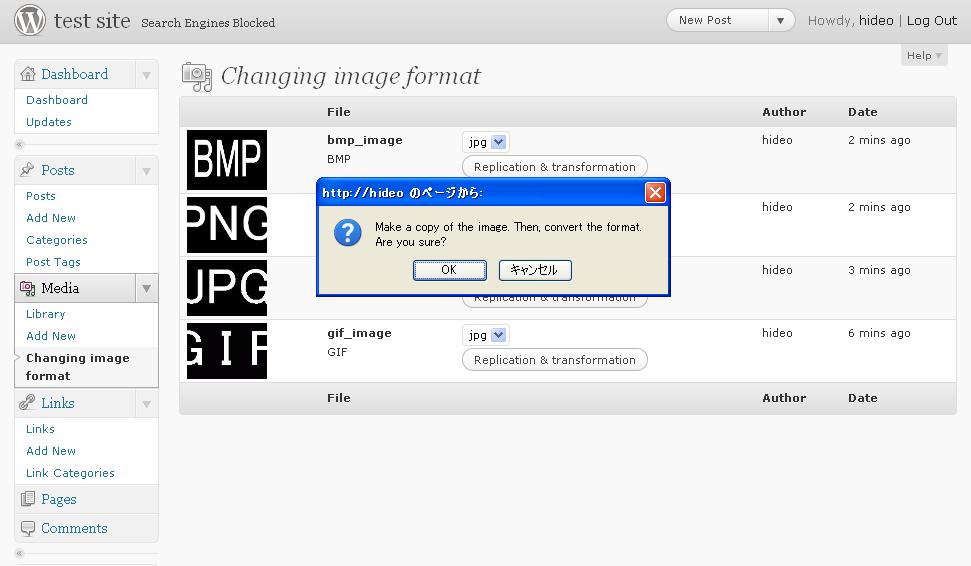 test site Search Engines Blocked
New Post
Howdy, hideo | Log Out
Help
Dashboard
Dashboard
Updates
Posts
Posts
Add New
Categories
Post Tags
Media
Library
Add New
Changing image
format
Links
Links
Add New
Link Categories
Pages
Comments
Changing image format
File Author Date
BMP
bmp_image
BMP
jpg
Replication & transformation
hideo
2 mins ago
PNG
hideo
2 mins ago
http://hideo のページから:
Make a copy of the image. Then, convert the format.
Are you sure?
OK キャンセル
JPG
Replication & transformation
hideo
3 mins ago
GIF
gif_image
GIF
jpg
Replication & transformation
hideo
6 mins ago
File Author Date